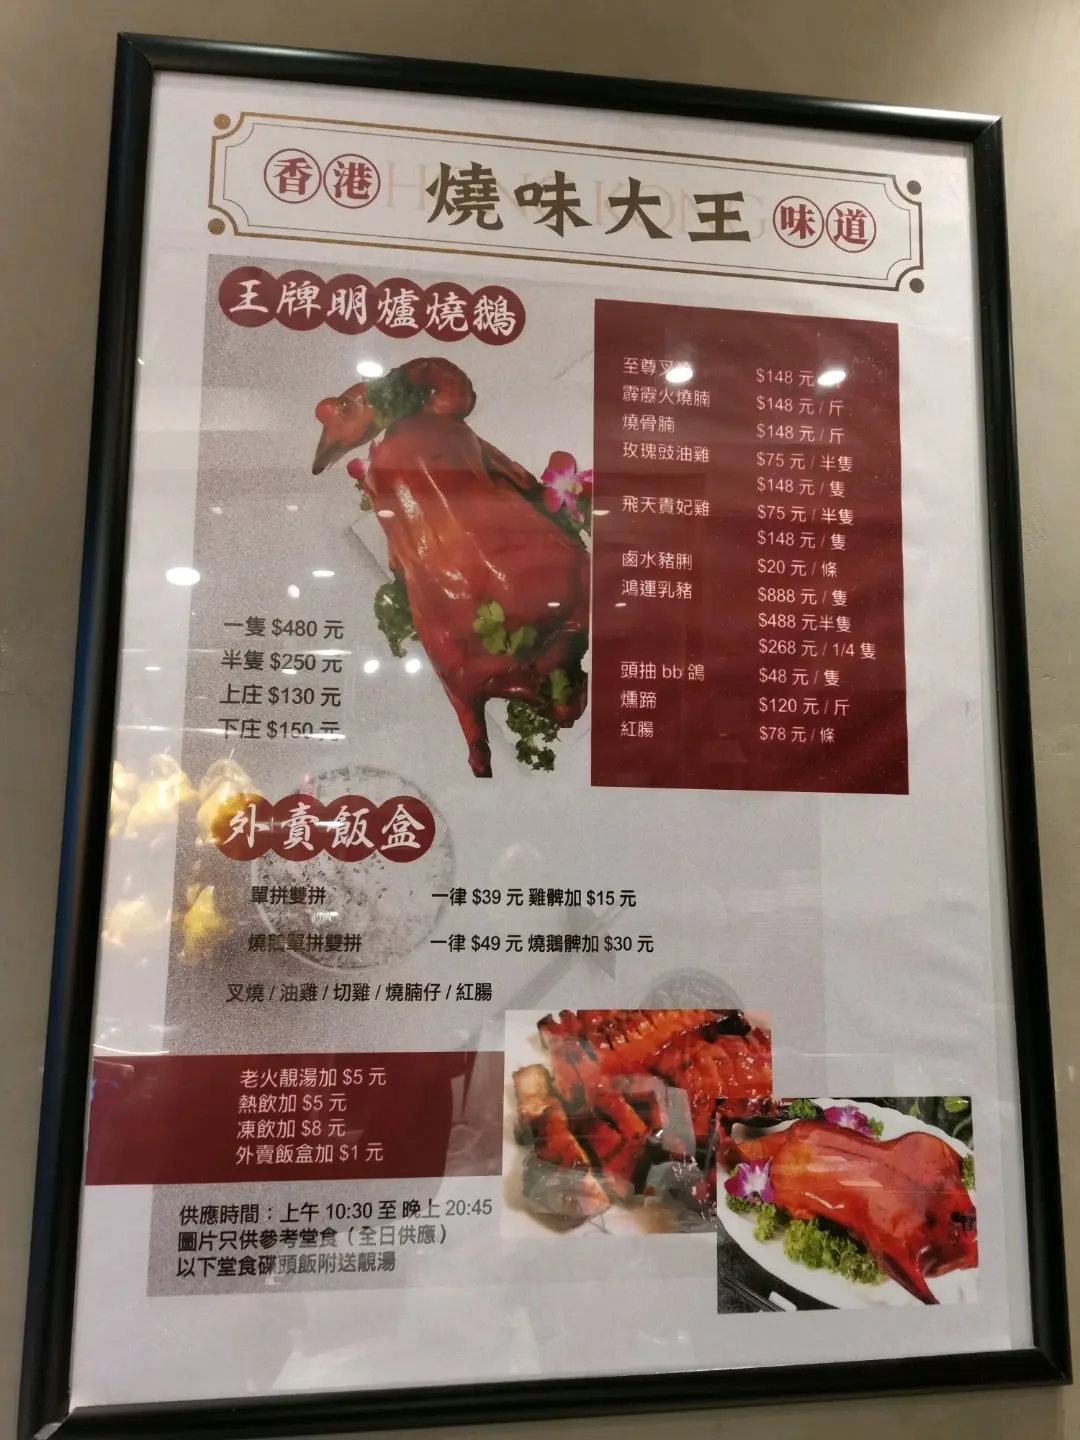 香港 燒味大王 味道
HONG KONG
王牌明爐燒鵝
一隻 $480 元
半隻 $250 元
上庄 $130 元
下庄 $150 元
至尊叉 $148 元
霹靂火燒腩 $148 元 / 斤
燒骨腩 $148 元 / 斤
玫瑰豉油雞 $75 元 / 半隻
$148 元 / 隻
飛天貴妃雞 $75 元 / 半隻
$148 元 / 隻
鹵水豬脷 $20 元 / 條
鴻運乳豬 $888 元 / 隻
$488 元半隻
$268 元 / 1/4 隻
頭抽 bb 鴿 $48 元 / 隻
燻蹄 $120 元 / 斤
紅腸 $78 元 / 條
外賣飯盒
單拼雙拼 一律 $39 元 雞髀加 $15 元
燒鵝單拼雙拼 一律 $49 元 燒鵝髀加 $30 元
叉燒 / 油雞 / 切雞 / 燒腩仔 / 紅腸
老火靚湯加 $5 元
熱飲加 $5 元
凍飲加 $8 元
外賣飯盒加 $1 元
供應時間：上午 10:30 至 晚上 20:45
圖片只供參考堂食（全日供應）
以下堂食碟頭飯附送靚湯